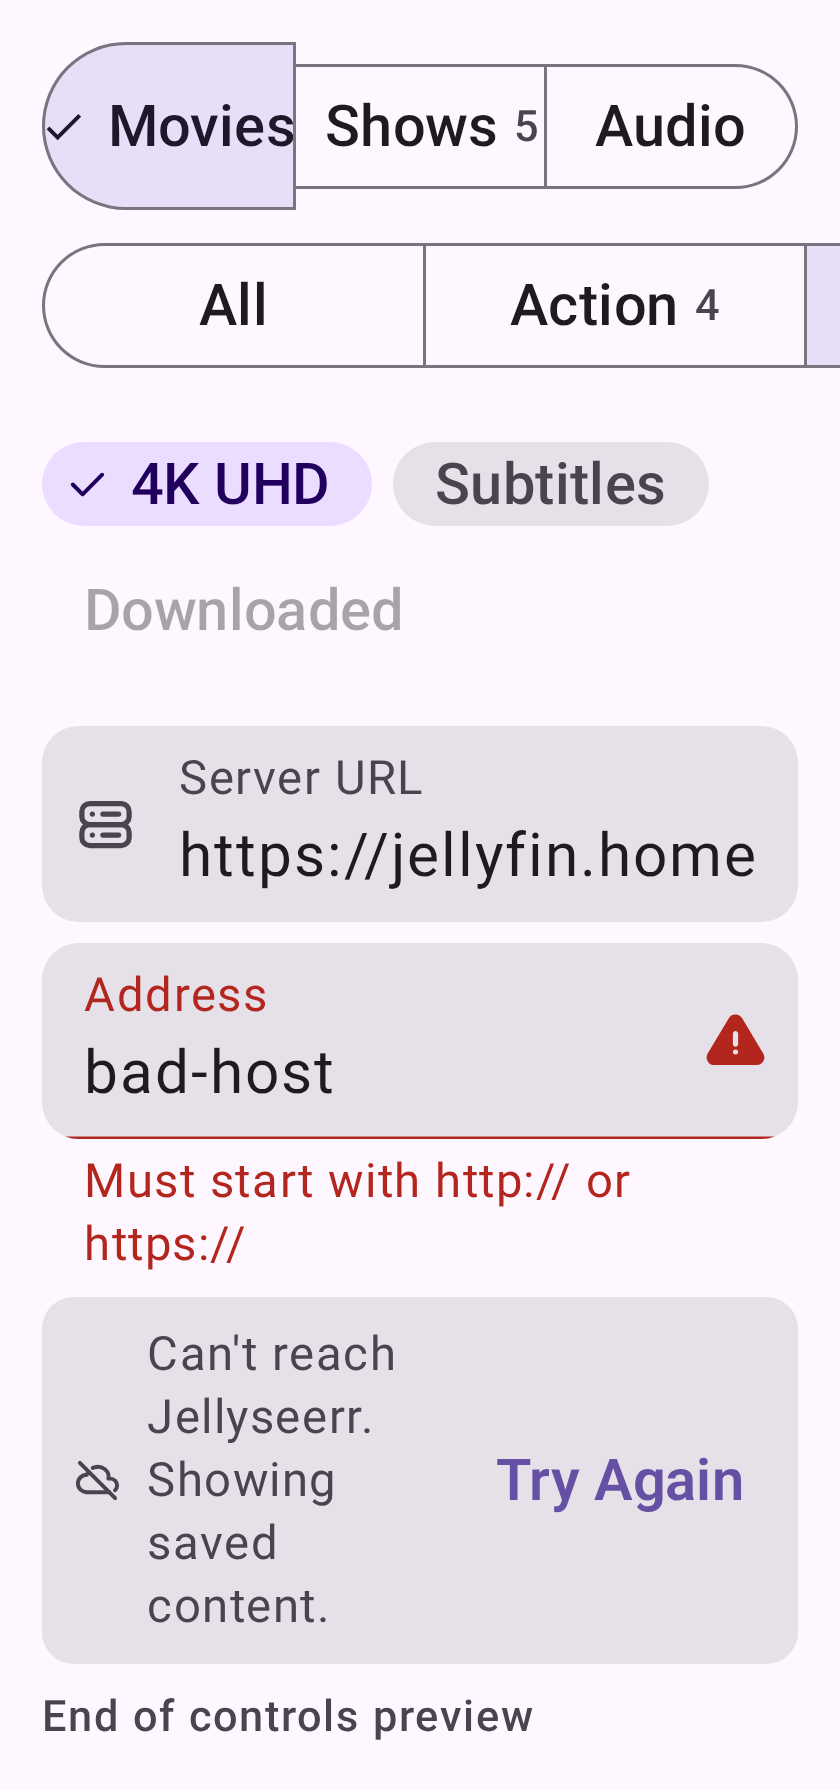 Movies Shows 5 Audio
All Action 4
4K UHD Subtitles
Downloaded
Server URL
https://jellyfin.home
Address
bad-host
Must start with http:// or
https://
Can't reach
Jellyseerr.
Showing
saved
content.
Try Again
End of controls preview